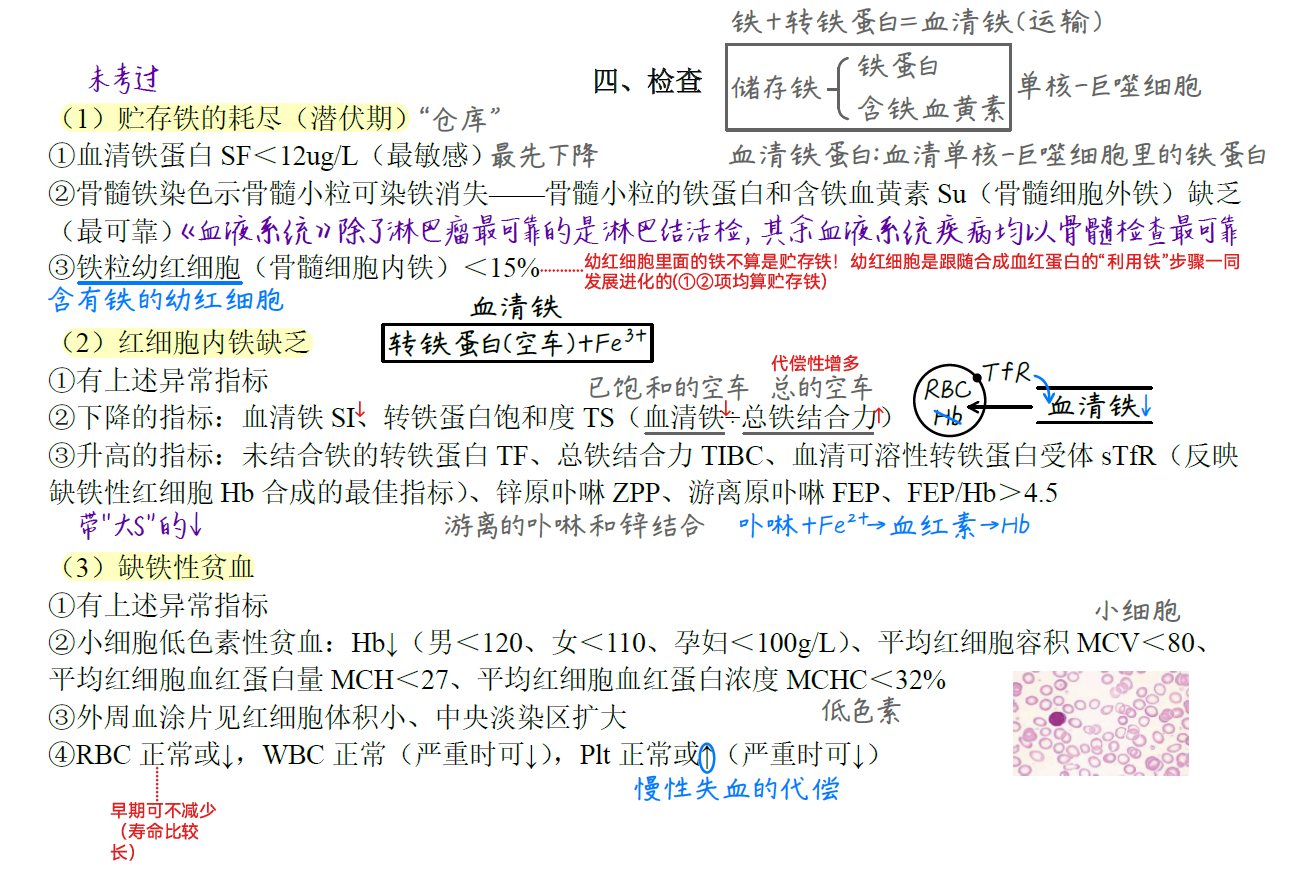 铁+转铁蛋白=血清铁(运输)
未考过
四、检查
储存铁
铁蛋白
含铁血黄素
单核-巨噬细胞
（1）贮存铁的耗尽（潜伏期）“仓库”
①血清铁蛋白 SF＜12ug/L（最敏感）最先下降
血清铁蛋白:血清单核-巨噬细胞里的铁蛋白
②骨髓铁染色示骨髓小粒可染铁消失——骨髓小粒的铁蛋白和含铁血黄素 Su（骨髓细胞外铁）缺乏
（最可靠）《血液系统》除了淋巴瘤最可靠的是淋巴结活检, 其余血液系统疾病均以骨髓检查最可靠
③铁粒幼红细胞（骨髓细胞内铁）＜15%
幼红细胞里面的铁不算是贮存铁！幼红细胞是跟随合成血红蛋白的“利用铁”步骤一同
发展进化的(①②项均算贮存铁)
含有铁的幼红细胞
血清铁
（2）红细胞内铁缺乏
转铁蛋白(空车)+Fe³⁺
①有上述异常指标
已饱和的空车
代偿性增多
总的空车
RBC
Hb
TfR
血清铁↓
②下降的指标：血清铁 SI↓、转铁蛋白饱和度 TS（血清铁↓÷总铁结合力↑）
③升高的指标：未结合铁的转铁蛋白 TF、总铁结合力 TIBC、血清可溶性转铁蛋白受体 sTfR（反映
缺铁性红细胞 Hb 合成的最佳指标）、锌原卟啉 ZPP、游离原卟啉 FEP、FEP/Hb＞4.5
带"大S"的↓
游离的卟啉和锌结合
卟啉+Fe²⁺→血红素→Hb
（3）缺铁性贫血
①有上述异常指标
小细胞
②小细胞低色素性贫血：Hb↓（男＜120、女＜110、孕妇＜100g/L）、平均红细胞容积 MCV＜80、
平均红细胞血红蛋白量 MCH＜27、平均红细胞血红蛋白浓度 MCHC＜32%
低色素
③外周血涂片见红细胞体积小、中央淡染区扩大
④RBC 正常或↓，WBC 正常（严重时可↓），Plt 正常或↑（严重时可↓）
慢性失血的代偿
早期可不减少
（寿命比较
长）